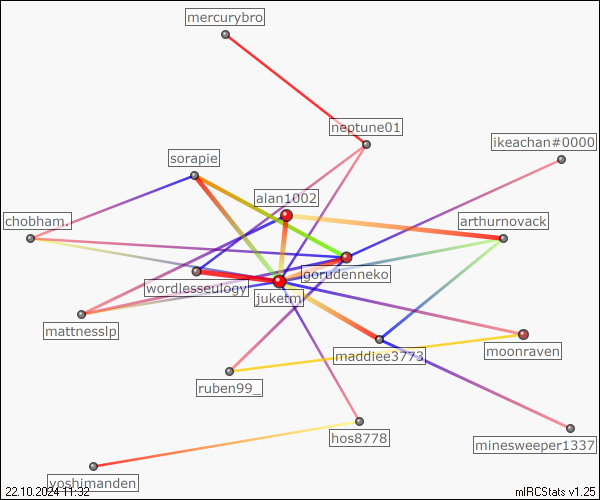 mercurybro
neptune01
ikeachan#0000
sorapie
alan1002
chobham.
arthurnovack
gorudenneko
wordlesseulogy
juketm
mattnesslp
moonraven
maddiee3773
ruben99_
hos8778
minesweeper1337
yoshimanden
22.10.2024 11:32
mIRCStats v1.25